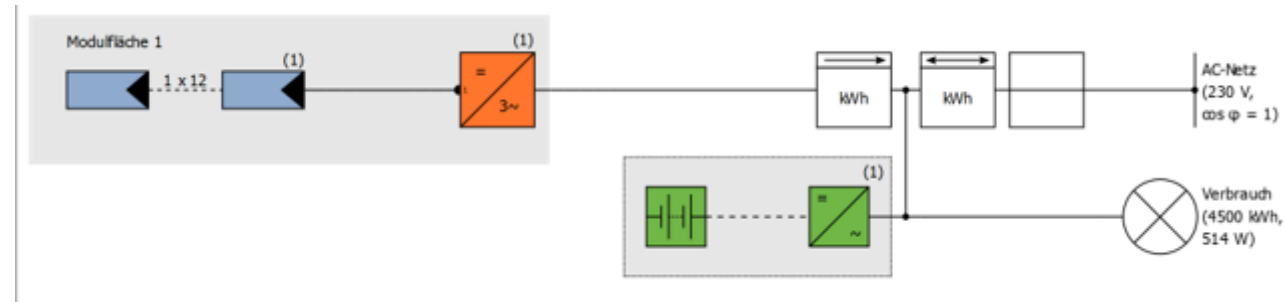 Modulfläche 1
(1)
1 x 12
(1)
=
3~
kWh
kWh
AC-Netz
(230 V,
cos φ = 1)
(1)
=
~
Verbrauch
(4500 kWh,
514 W)